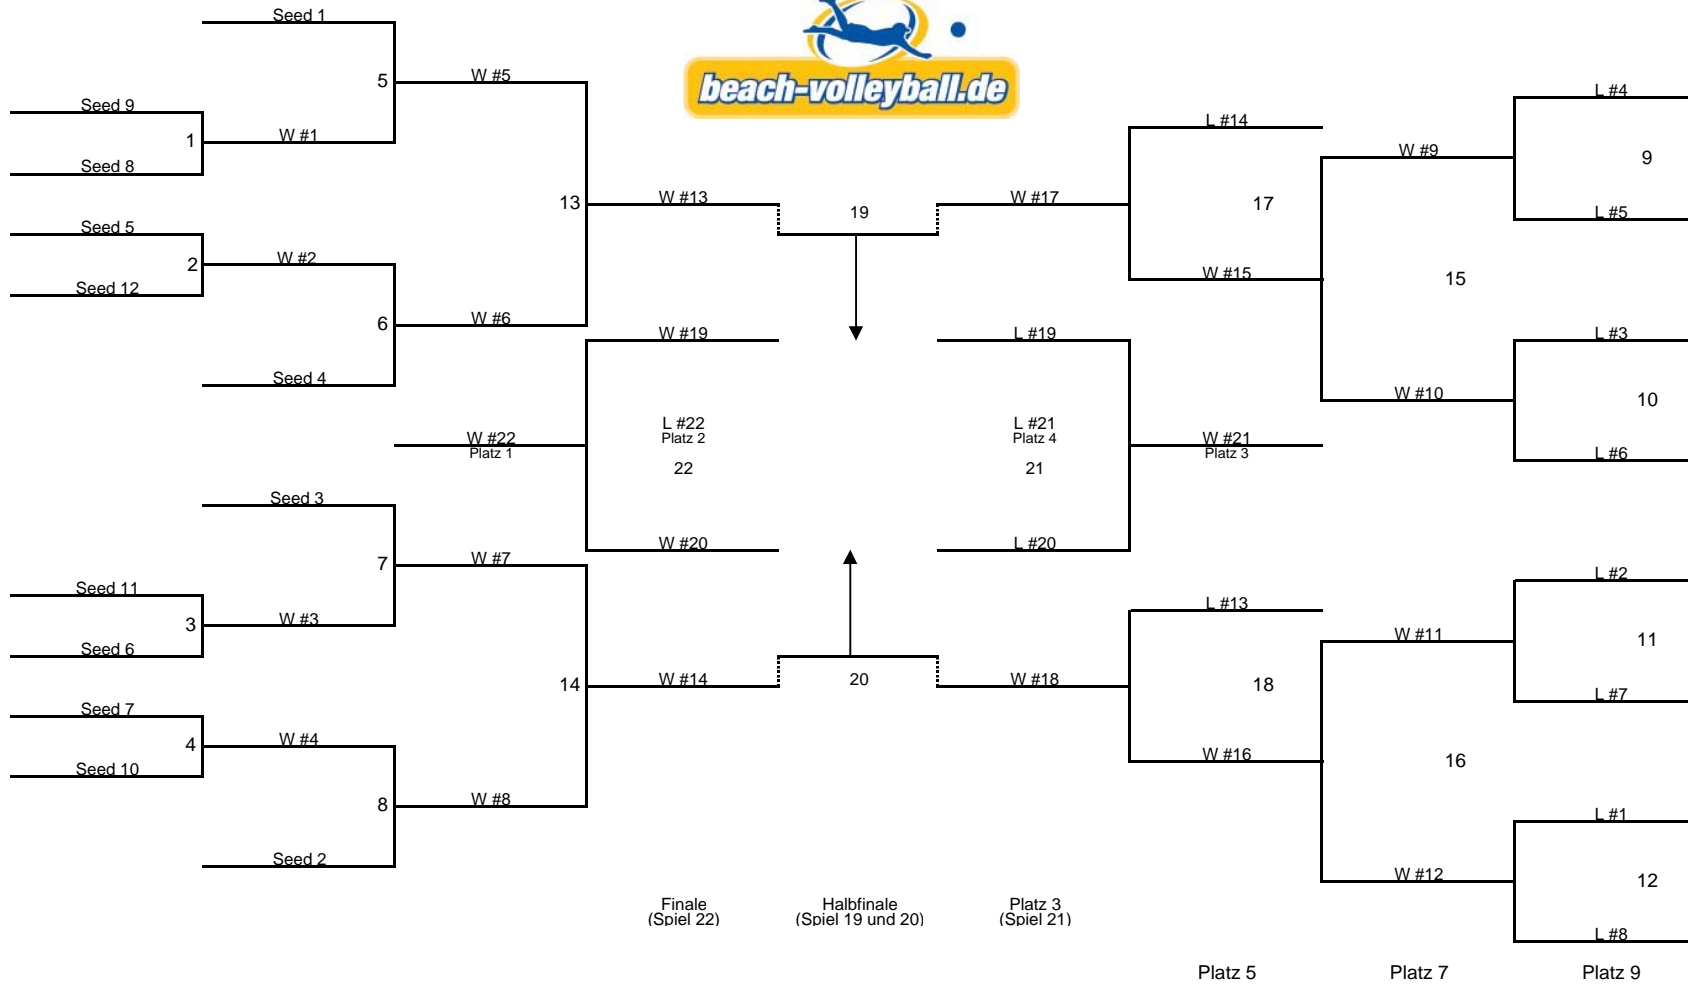 beach-volleyball.de
Seed 1
5
W #5
Seed 9
1
W #1
Seed 8
13
W #13
Seed 5
2
W #2
Seed 12
6
W #6
Seed 4
19
W #17
L #14
17
W #15
W #9
L #4
9
L #5
15
W #10
L #3
10
L #6
W #19
L #22
Platz 2
22
W #22
Platz 1
W #20
L #19
L #21
Platz 4
21
W #21
Platz 3
L #20
Seed 3
7
W #7
Seed 11
3
W #3
Seed 6
14
W #14
Seed 7
4
W #4
Seed 10
8
W #8
Seed 2
20
W #18
L #13
18
W #16
W #11
L #2
11
L #7
16
W #12
L #1
12
L #8
Finale
(Spiel 22)
Halbfinale
(Spiel 19 und 20)
Platz 3
(Spiel 21)
Platz 5
Platz 7
Platz 9